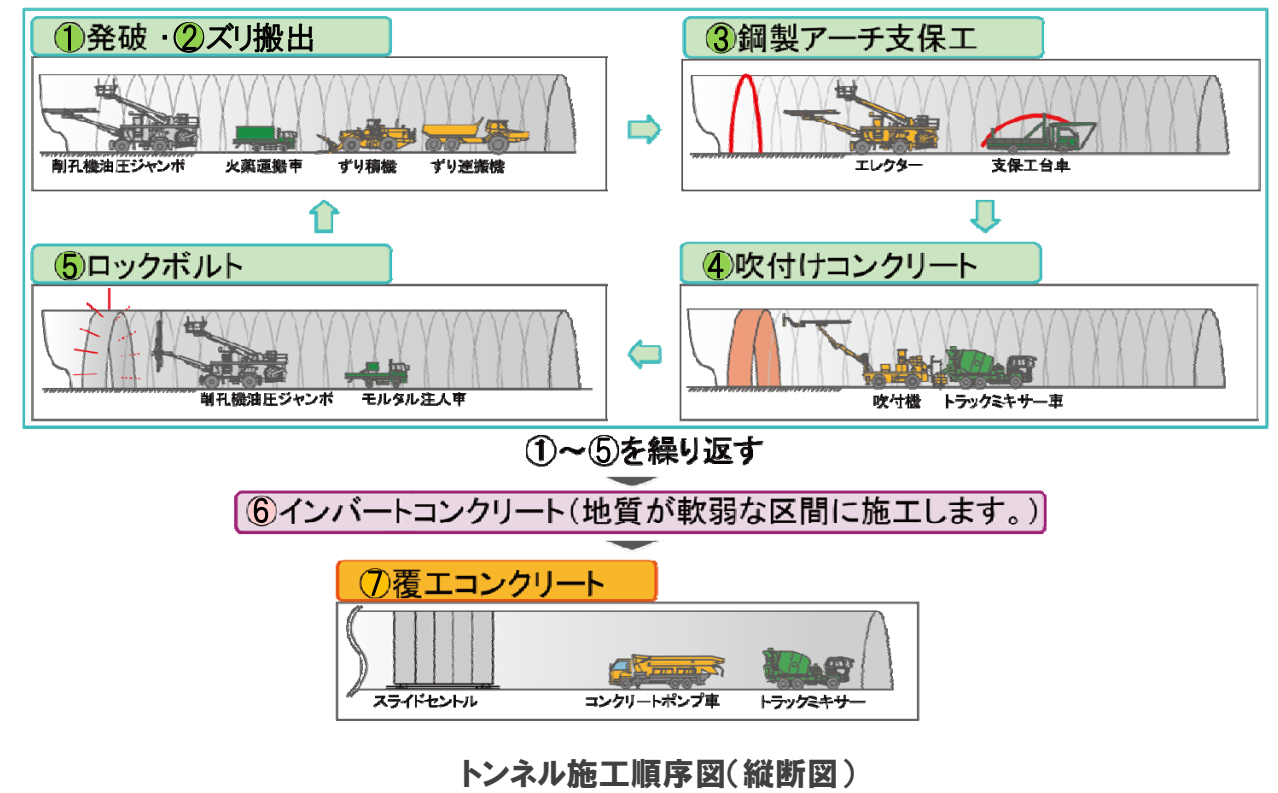 ①発破・②ズリ搬出
削孔機油圧ジャンボ 火薬運搬車 ずり積機 ずり運搬機
③鋼製アーチ支保工
エレクター 支保工台車
④吹付けコンクリート
吹付機 トラックミキサー車
⑤ロックボルト
削孔機油圧ジャンボ モルタル注入車
①～⑤を繰り返す
⑥インバートコンクリート(地質が軟弱な区間に施工します。)
⑦覆工コンクリート
スライドセントル コンクリートポンプ車 トラックミキサー
トンネル施工順序図(縦断図)